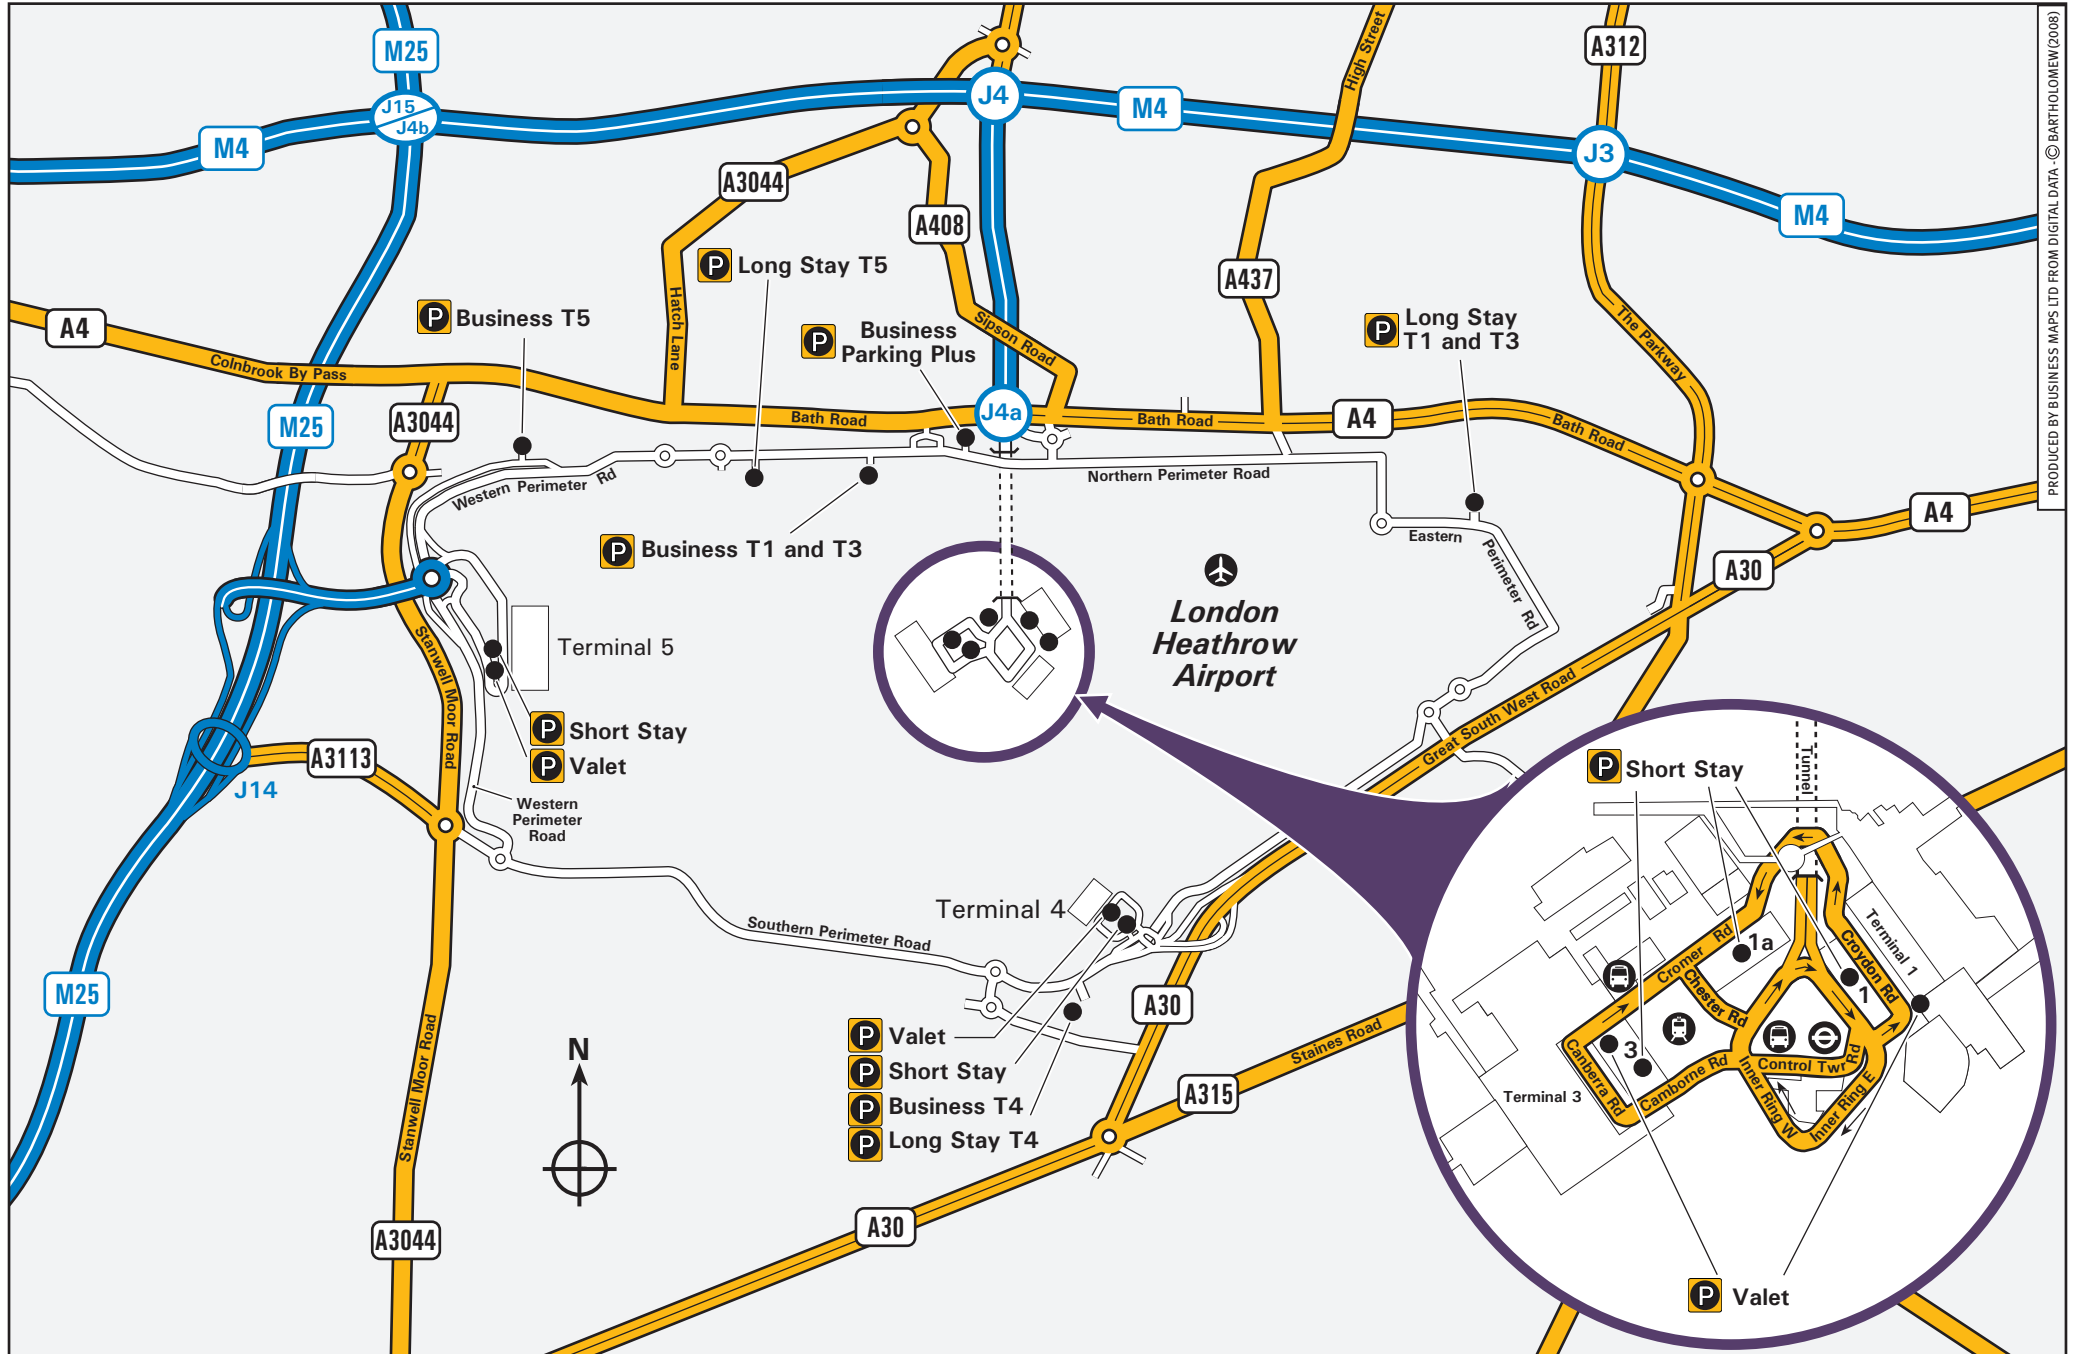 M25
J15
J4b
M4
J4
M4
High Street
A312
J3
M4
A3044
A408
A437
P Long Stay T5
P Business T5
P Business
Parking Plus
P Long Stay
T1 and T3
A4
Colnbrook By Pass
Hatch Lane
Sipson Road
The Parkway
M25
A3044
Bath Road
J4a
Bath Road
A4
Bath Road
Western Perimeter Rd
Northern Perimeter Road
Eastern
Perimeter Rd
A4
A30
P Business T1 and T3
London
Heathrow
Airport
Terminal 5
Stanwell Moor Road
P Short Stay
P Valet
A3113
J14
Western
Perimeter
Road
Great South West Road
Terminal 4
Southern Perimeter Road
M25
A30
P Valet
P Short Stay
P Business T4
P Long Stay T4
N
Stanwell Moor Road
Staines Road
A315
A3044
A30
P Short Stay
Tunnel
Terminal 1
1a
Cromer Rd
Croydon Rd
1
Chester Rd
3
Canberra Rd
Camborne Rd
Control Twr Rd
Inner Ring W
Inner Ring E
Terminal 3
P Valet
PRODUCED BY BUSINESS MAPS LTD FROM DIGITAL DATA - © BARTHOLOMEW (2008)